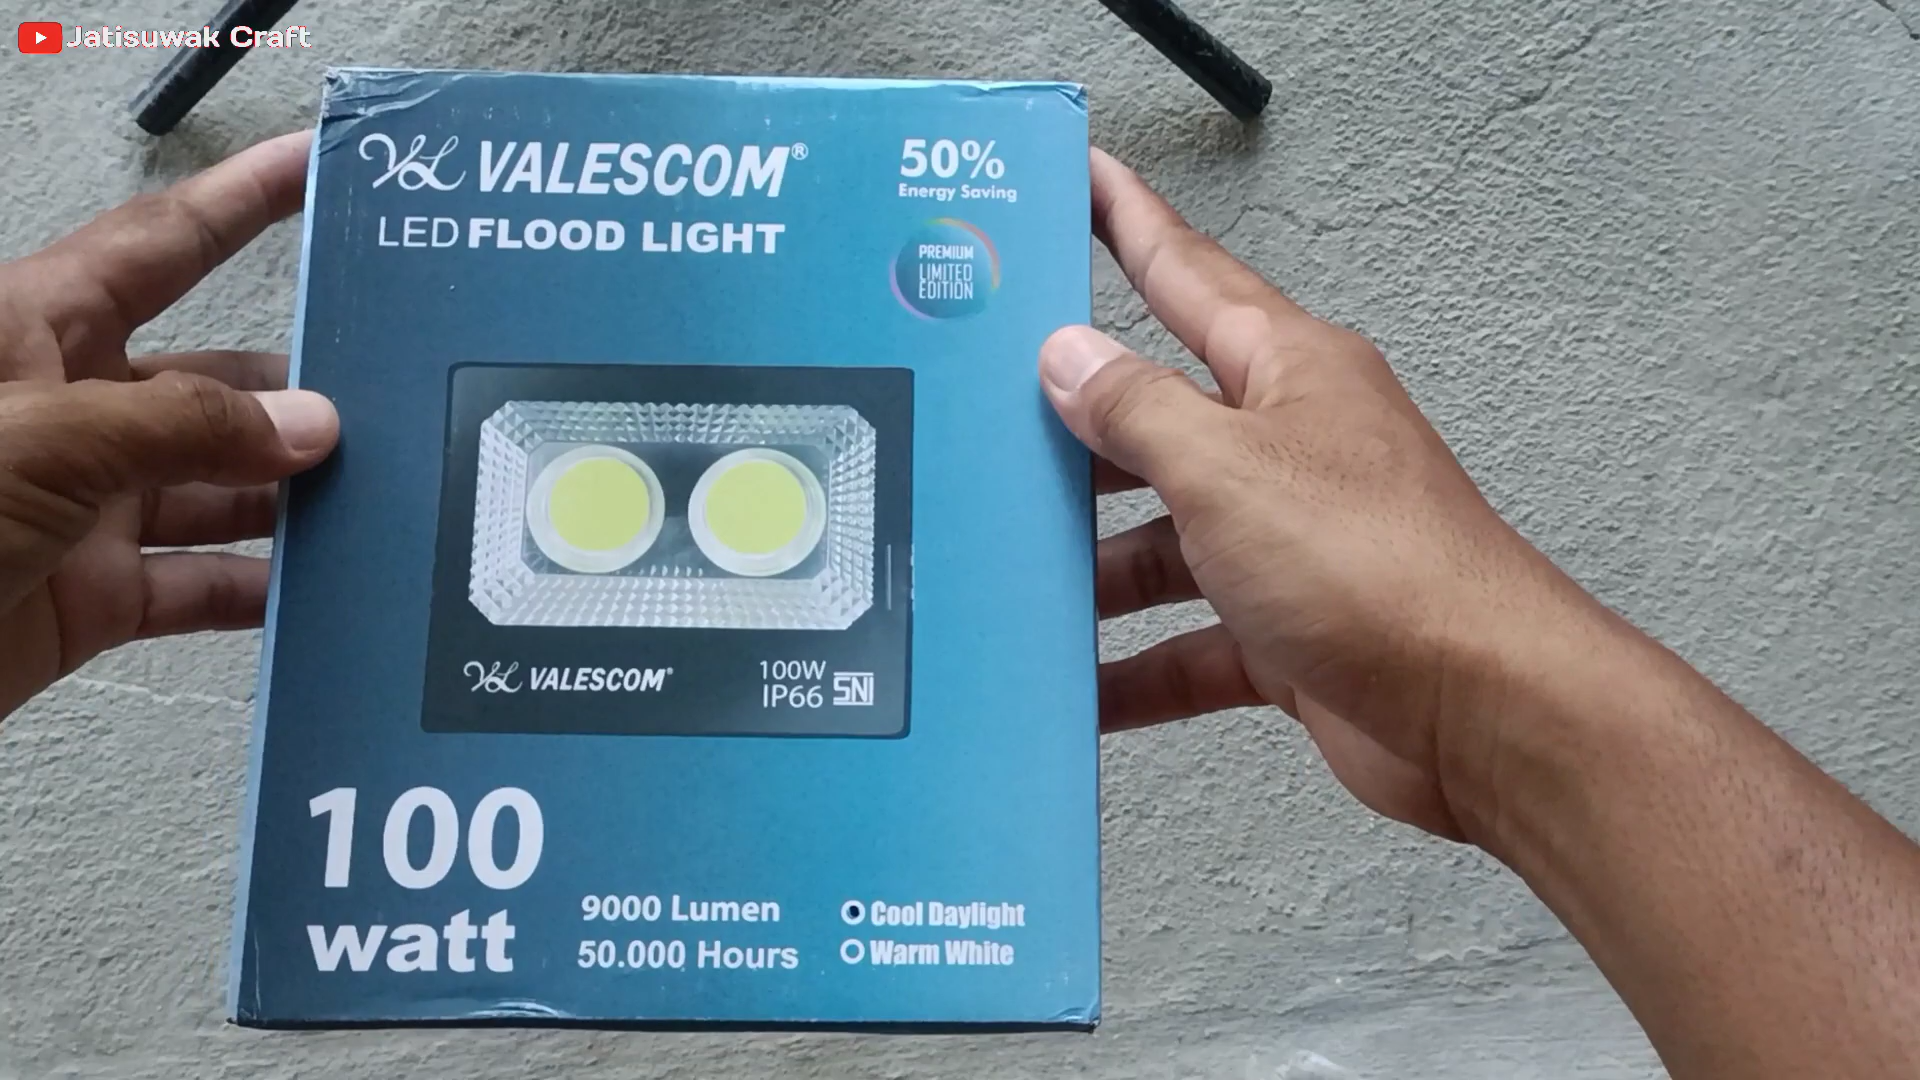 Jatisuwak Craft
VL VALESCOM®
LED FLOOD LIGHT
50%
Energy Saving
PREMIUM
LIMITED
EDITION
VL VALESCOM®
100W
IP66 SNI
100
watt
9000 Lumen
50.000 Hours
Cool Daylight
Warm White